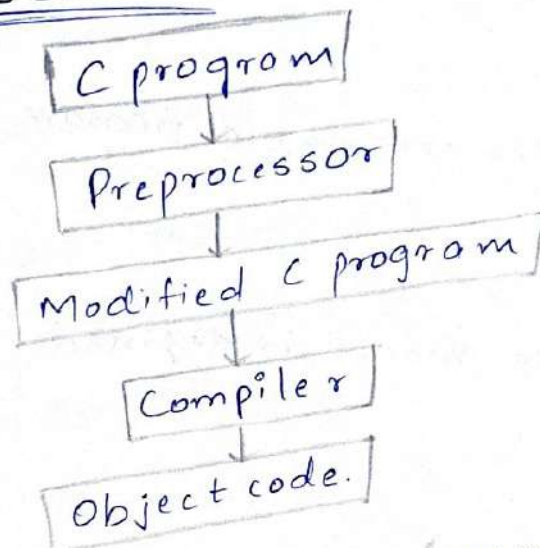 C program
Preprocessor
Modified C program
Compiler
Object code.